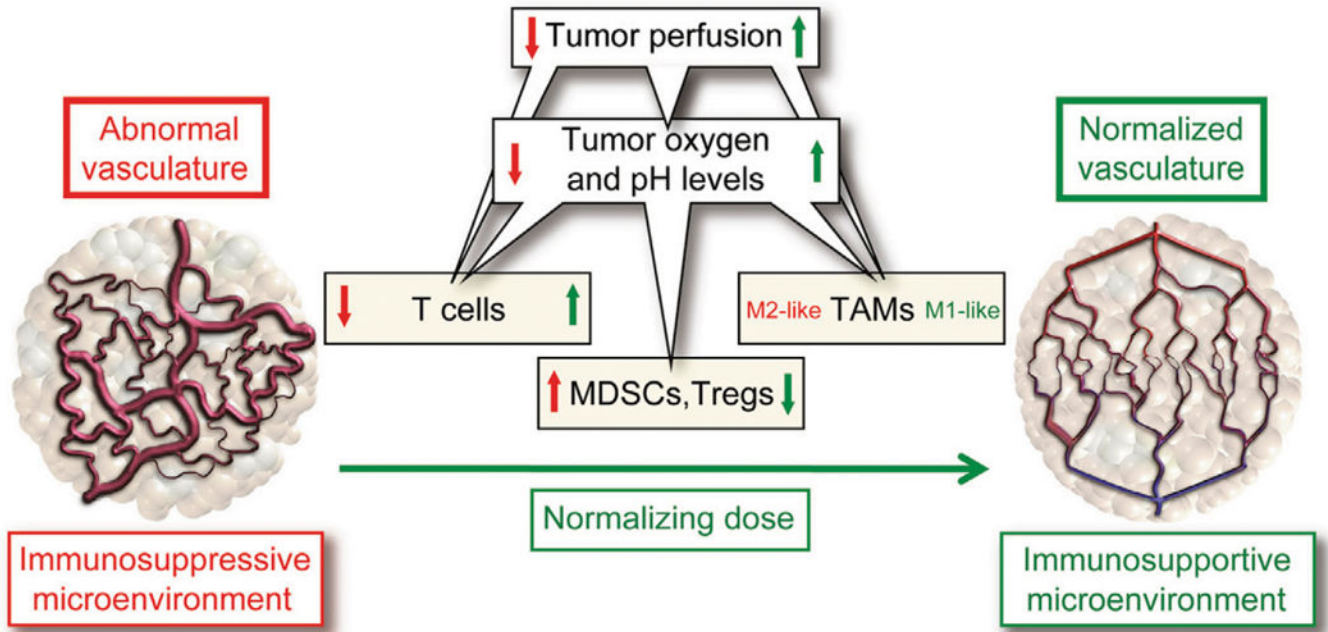 Tumor perfusion
Abnormal
vasculature
Tumor oxygen
and pH levels
Normalized
vasculature
T cells
M2-like TAMs M1-like
MDSCs,Tregs
Normalizing dose
Immunosuppressive
microenvironment
Immunosupportive
microenvironment